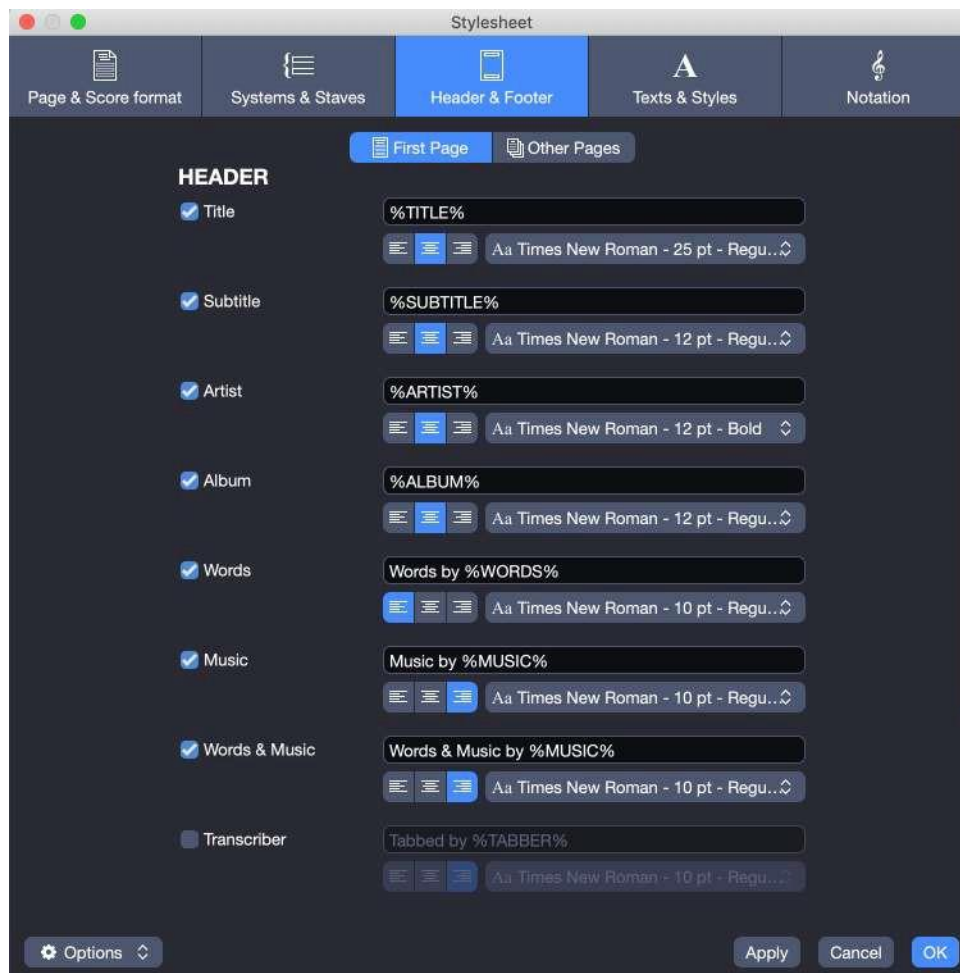 Stylesheet
Page & Score format
Systems & Staves
Header & Footer
Texts & Styles
Notation
First Page
Other Pages
HEADER
Title
%TITLE%
Aa Times New Roman - 25 pt - Regu...
Subtitle
%SUBTITLE%
Aa Times New Roman - 12 pt - Regu...
Artist
%ARTIST%
Aa Times New Roman - 12 pt - Bold
Album
%ALBUM%
Aa Times New Roman - 12 pt - Regu...
Words
Words by %WORDS%
Aa Times New Roman - 10 pt - Regu...
Music
Music by %MUSIC%
Aa Times New Roman - 10 pt - Regu...
Words & Music
Words & Music by %MUSIC%
Aa Times New Roman - 10 pt - Regu...
Transcriber
Tabbed by %TABBER%
Aa Times New Roman - 10 pt - Regu...
Options
Apply
Cancel
OK